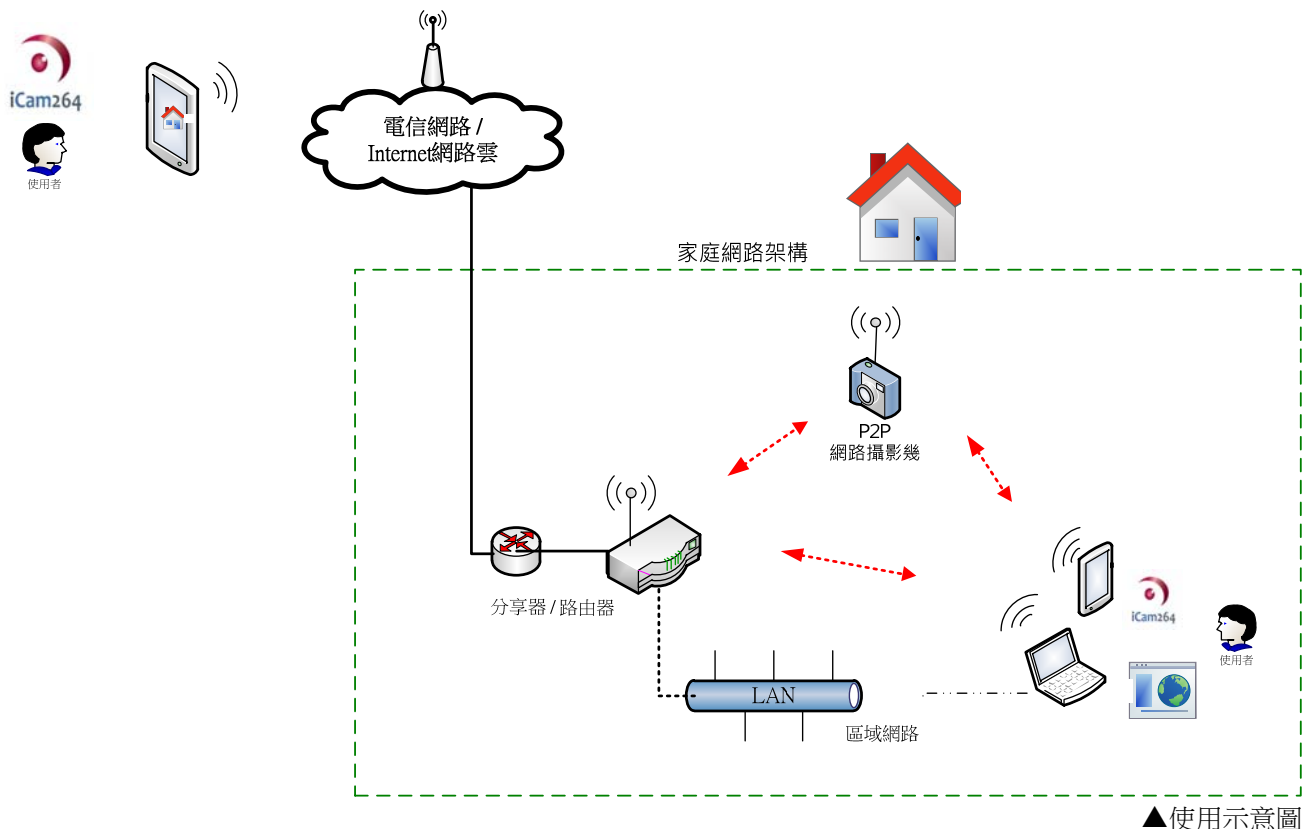 iCam264
使用者
電信網路 /
Internet網路雲
家庭網路架構
P2P
網路攝影幾
分享器 / 路由器
iCam264
使用者
LAN
區域網路
▲使用示意圖